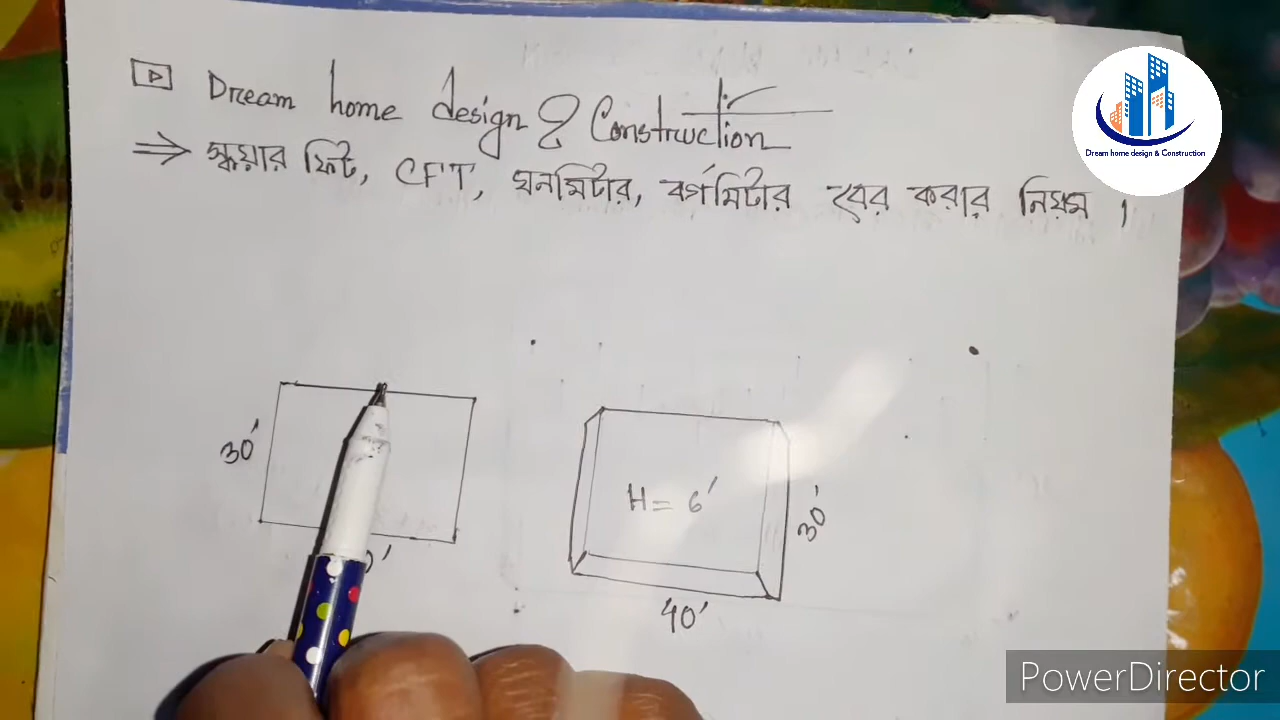 Dream home design & Construction
⇒ স্কয়ার ফিট, CFT, ঘনমিটার, বর্গমিটার বের করার নিয়ম ।
Dream home design & Construction
30'
H = 6'
30'
40'
PowerDirector